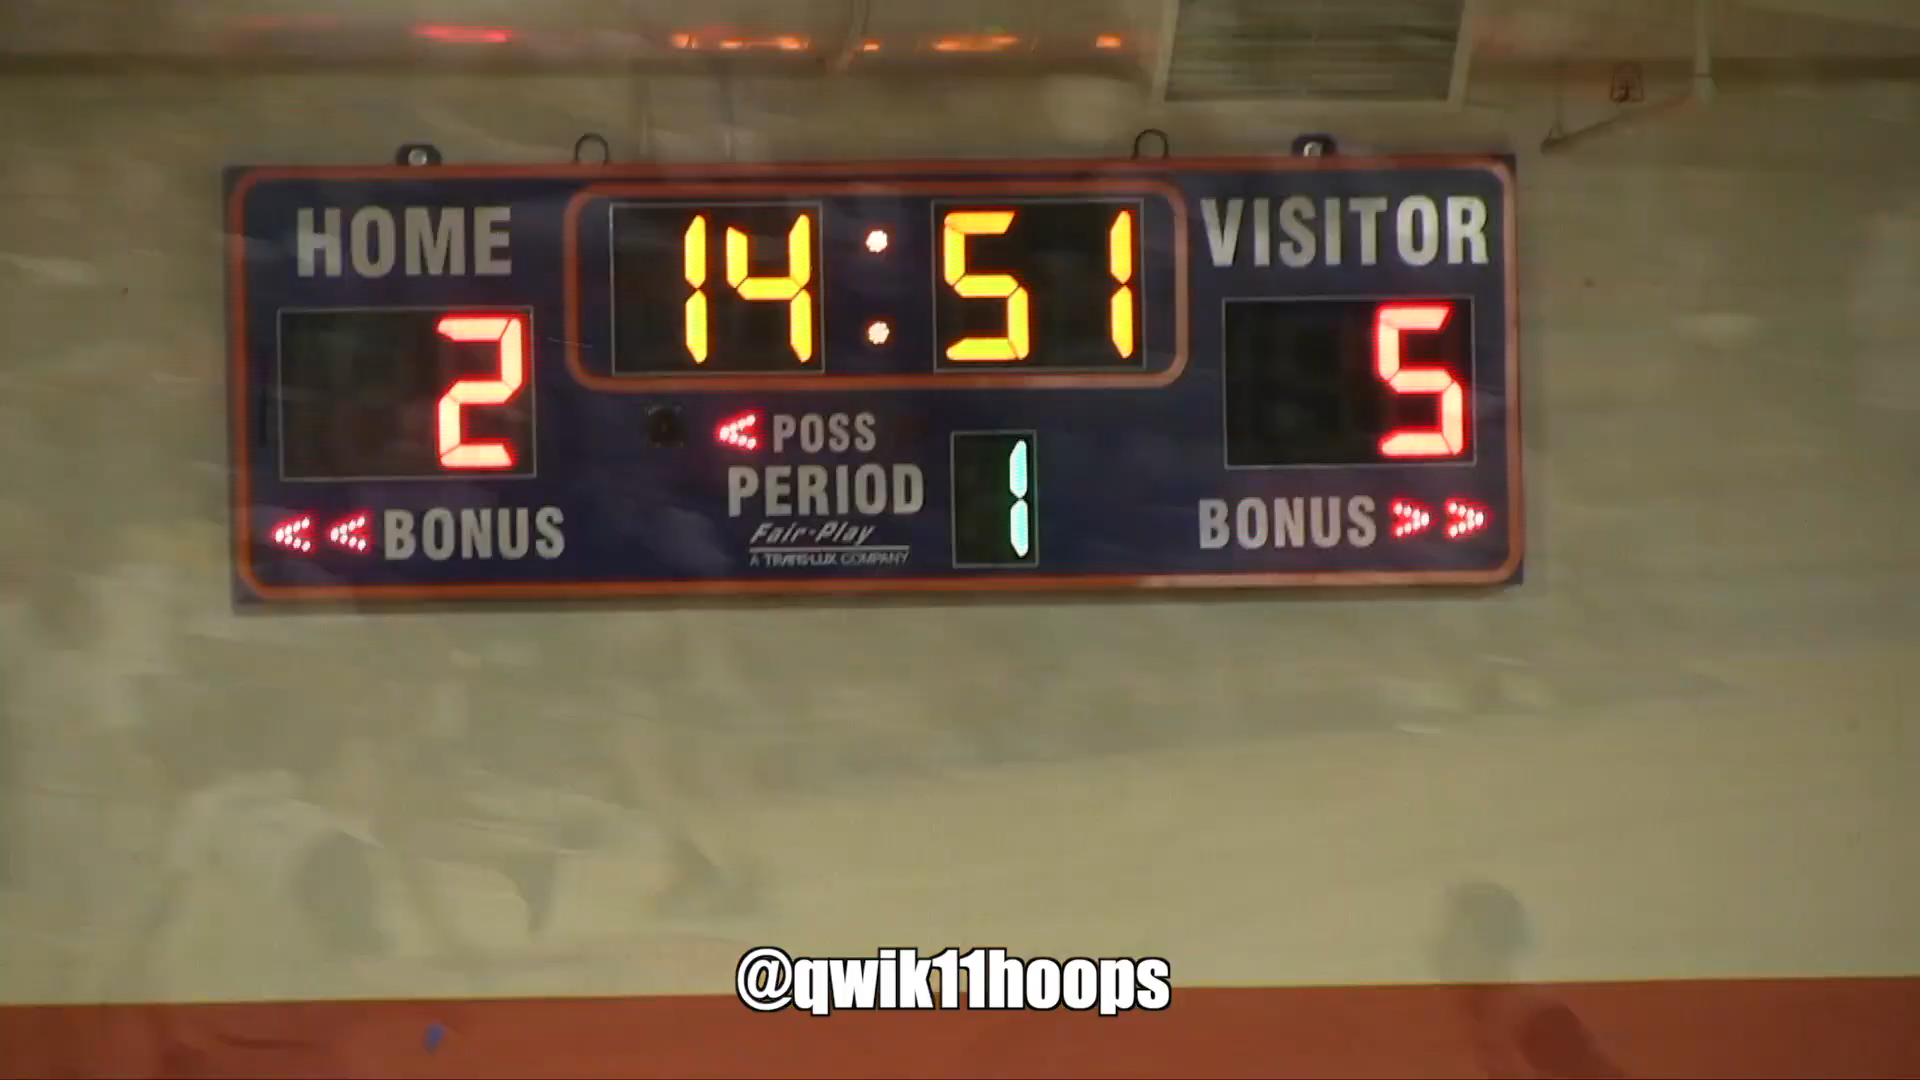 HOME
14:51
VISITOR
2
5
< POSS
PERIOD 1
<< BONUS
BONUS >>
Fair-Play
A TRANS-LUX COMPANY
@qwik11hoops